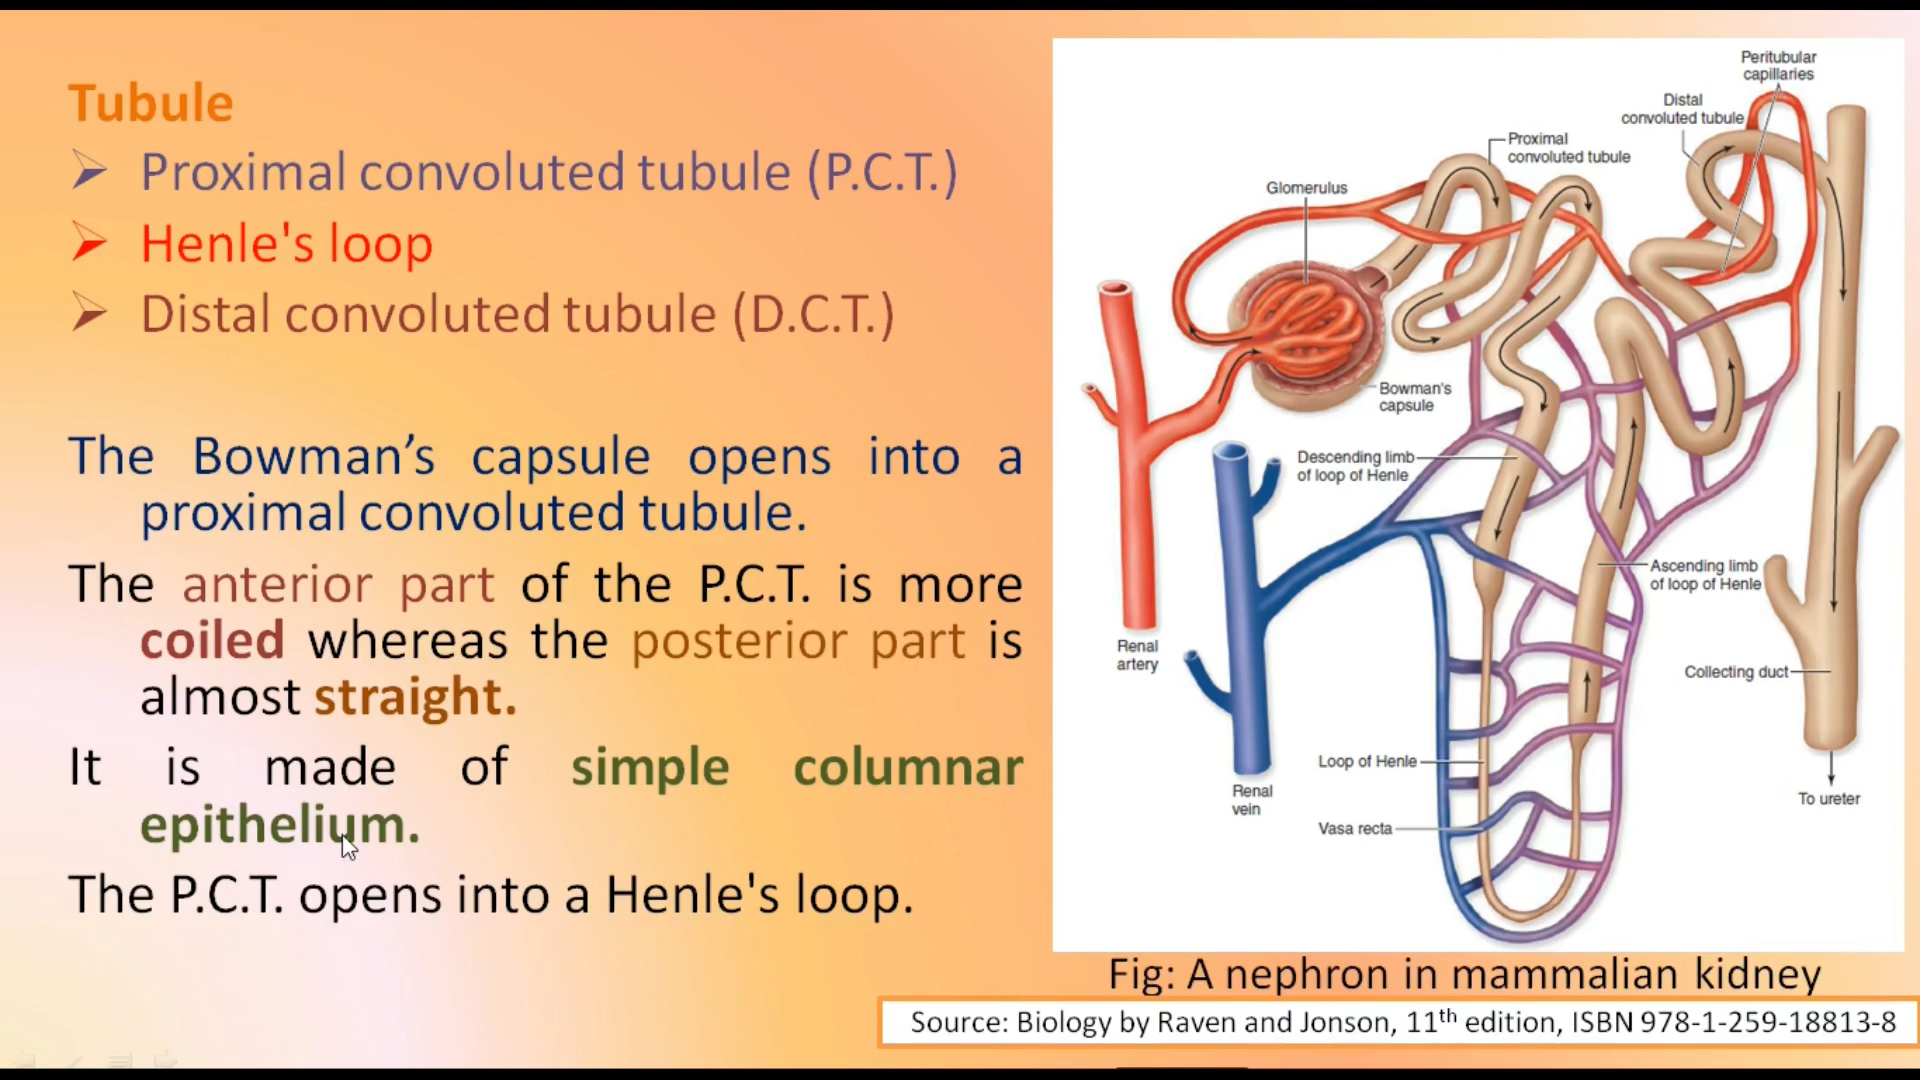 Tubule
Proximal convoluted tubule (P.C.T.)
Henle's loop
Distal convoluted tubule (D.C.T.)
The Bowman’s capsule opens into a
proximal convoluted tubule.
The anterior part of the P.C.T. is more
coiled whereas the posterior part is
almost straight.
It is made of simple columnar
epithelium.
The P.C.T. opens into a Henle's loop.
Peritubular
capillaries
Distal
convoluted tubule
Proximal
convoluted tubule
Glomerulus
Bowman's
capsule
Descending limb
of loop of Henle
Ascending limb
of loop of Henle
Renal
artery
Collecting duct
Loop of Henle
Renal
vein
To ureter
Vasa recta
Fig: A nephron in mammalian kidney
Source: Biology by Raven and Jonson, 11th edition, ISBN 978-1-259-18813-8